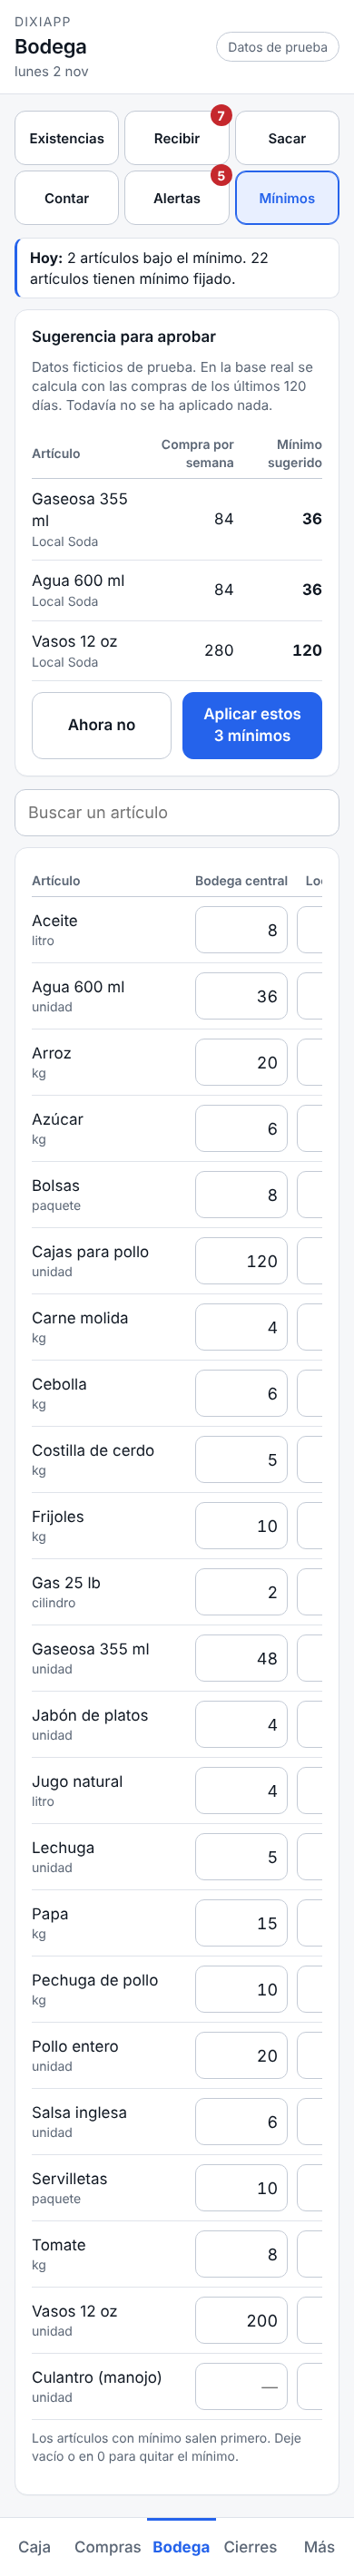 DIXIAPP
Bodega
lunes 2 nov
Datos de prueba
Existencias
Recibir
7
Sacar
Contar
Alertas
5
Mínimos
Hoy: 2 artículos bajo el mínimo. 22
artículos tienen mínimo fijado.
Sugerencia para aprobar
Datos ficticios de prueba. En la base real se
calcula con las compras de los últimos 120
días. Todavía no se ha aplicado nada.
Artículo
Compra por
semana
Mínimo
sugerido
Gaseosa 355
ml
Local Soda
84
36
Agua 600 ml
Local Soda
84
36
Vasos 12 oz
Local Soda
280
120
Ahora no
Aplicar estos
3 mínimos
Buscar un artículo
Artículo
Bodega central
Aceite
litro
8
Agua 600 ml
unidad
36
Arroz
kg
20
Azúcar
kg
6
Bolsas
paquete
8
Cajas para pollo
unidad
120
Carne molida
kg
4
Cebolla
kg
6
Costilla de cerdo
kg
5
Frijoles
kg
10
Gas 25 lb
cilindro
2
Gaseosa 355 ml
unidad
48
Jabón de platos
unidad
4
Jugo natural
litro
4
Lechuga
unidad
5
Papa
kg
15
Pechuga de pollo
kg
10
Pollo entero
unidad
20
Salsa inglesa
unidad
6
Servilletas
paquete
10
Tomate
kg
8
Vasos 12 oz
unidad
200
Culantro (manojo)
unidad
—
Los artículos con mínimo salen primero. Deje
vacío o en 0 para quitar el mínimo.
Caja
Compras
Bodega
Cierres
Más